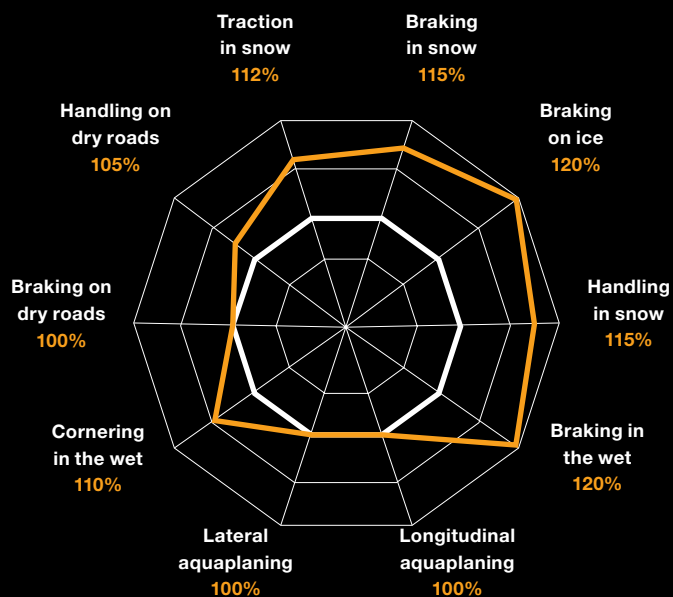 Traction
in snow
112%
Braking
in snow
115%
Handling on
dry roads
105%
Braking
on ice
120%
Braking on
dry roads
100%
Handling
in snow
115%
Cornering
in the wet
110%
Braking in
the wet
120%
Lateral
aquaplaning
100%
Longitudinal
aquaplaning
100%